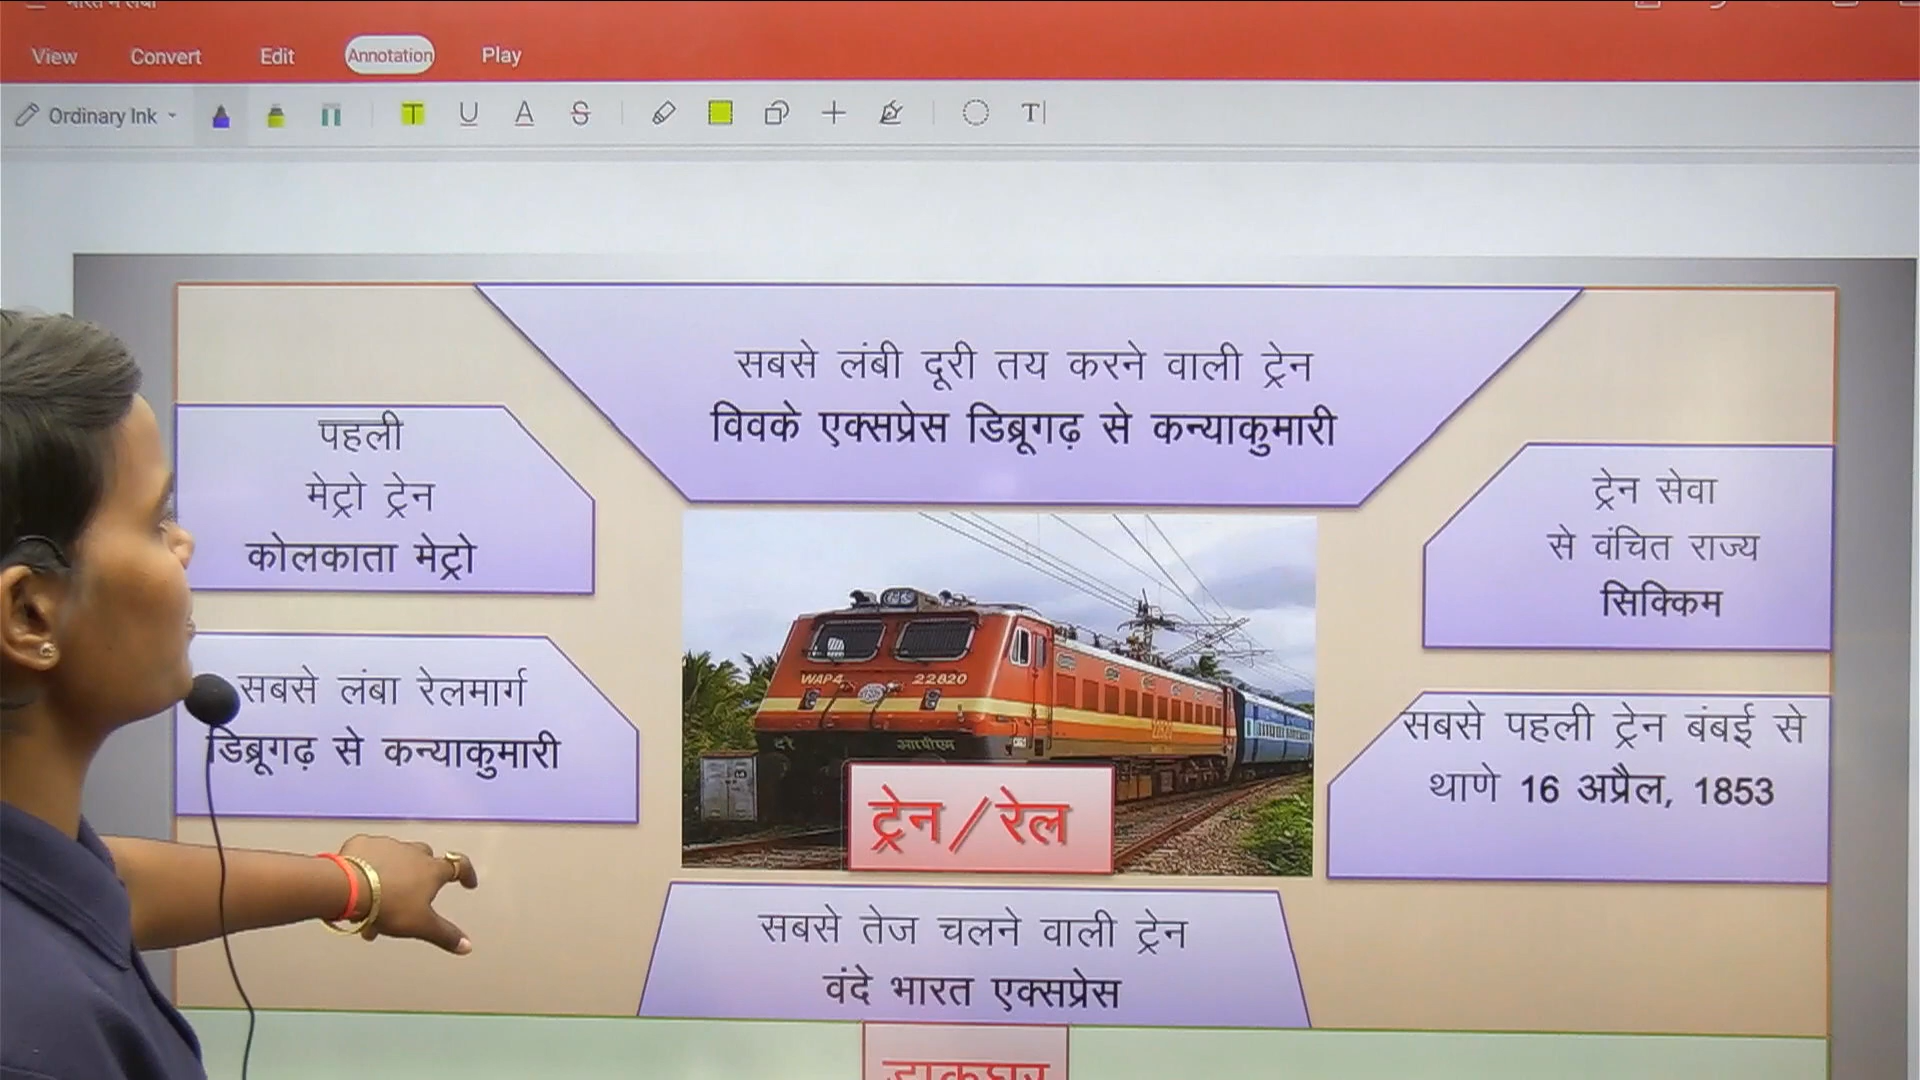 View Convert Edit Annotation Play
Ordinary Ink
सबसे लंबी दूरी तय करने वाली ट्रेन
विवके एक्सप्रेस डिब्रूगढ़ से कन्याकुमारी
पहली
मेट्रो ट्रेन
कोलकाता मेट्रो
ट्रेन सेवा
से वंचित राज्य
सिक्किम
सबसे लंबा रेलमार्ग
डिब्रूगढ़ से कन्याकुमारी
WAP4 22820
सबसे पहली ट्रेन बंबई से
थाणे 16 अप्रैल, 1853
ट्रेन/रेल
सबसे तेज चलने वाली ट्रेन
वंदे भारत एक्सप्रेस